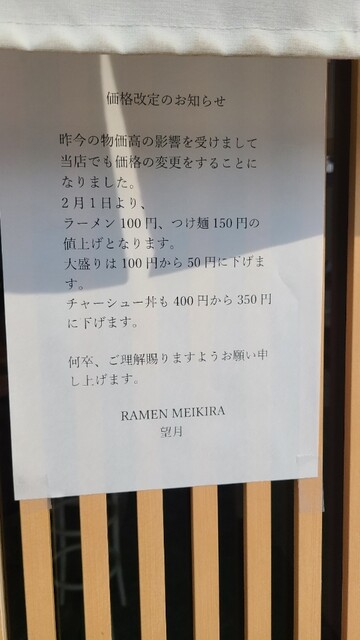 価格改定のお知らせ
昨今の物価高の影響を受けまして
当店でも価格の変更をすることに
なりました。
2月1日より、
ラーメン100円、つけ麺150円の
値上げとなります。
大盛りは100円から50円に下げま
す。
チャーシュー丼も400円から350円
に下げます。
何卒、ご理解賜りますようお願い申
し上げます。
RAMEN MEIKIRA
望月